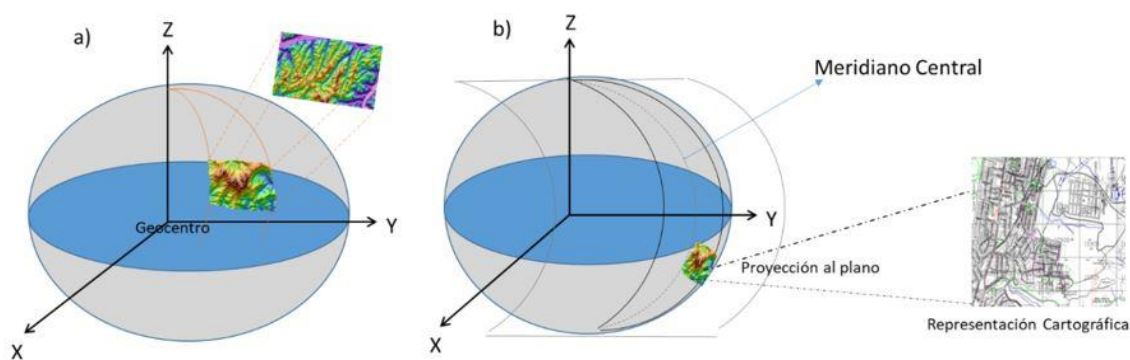 a)
Z
Geocentro
Y
X
b)
Z
Meridiano Central
Y
Proyección al plano
X
Representación Cartográfica